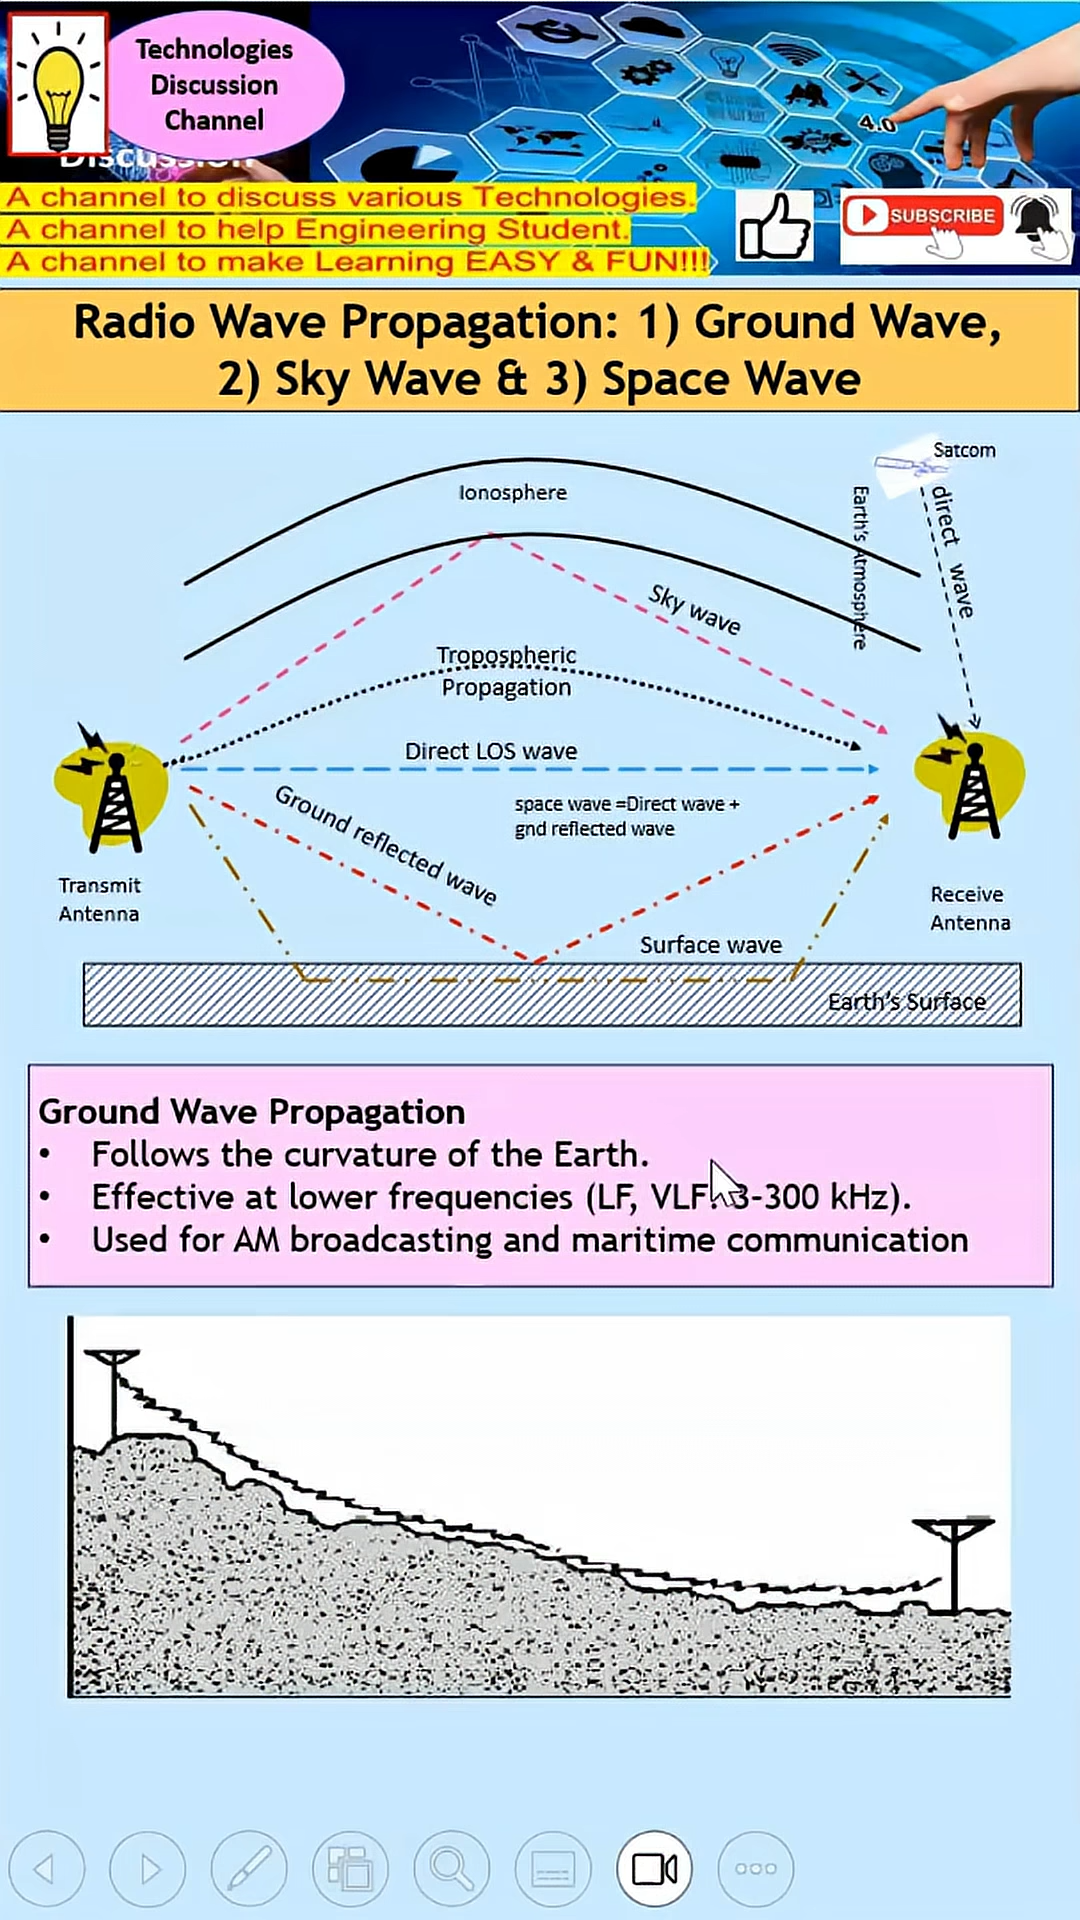 Technologies
Discussion
Channel
Discussion
4.0
A channel to discuss various Technologies.
A channel to help Engineering Student.
A channel to make Learning EASY & FUN!!!
SUBSCRIBE
Radio Wave Propagation: 1) Ground Wave,
2) Sky Wave & 3) Space Wave
Satcom
Ionosphere
Earth's Atmosphere
direct wave
Sky wave
Tropospheric
Propagation
Direct LOS wave
Ground reflected wave
space wave =Direct wave +
gnd reflected wave
Transmit
Antenna
Receive
Antenna
Surface wave
Earth's Surface
Ground Wave Propagation
• Follows the curvature of the Earth.
• Effective at lower frequencies (LF, VLF: 3-300 kHz).
• Used for AM broadcasting and maritime communication